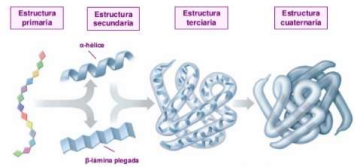 Estructura
primaria
Estructura
secundaria
Estructura
terciaria
Estructura
cuaternaria
α-hélice
β-lámina plegada